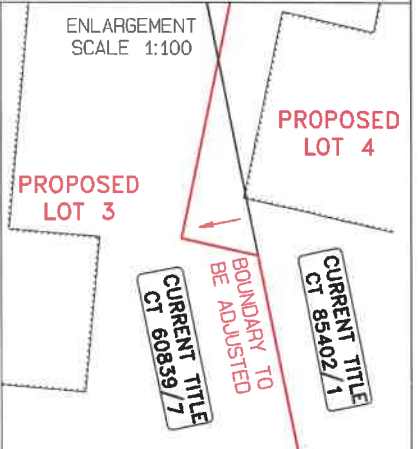 ENLARGEMENT
SCALE 1:100
PROPOSED
LOT 4
PROPOSED
LOT 3
BOUNDARY TO
BE ADJUSTED
CURRENT TITLE
CT 60839/7
CURRENT TITLE
CT 85402/1